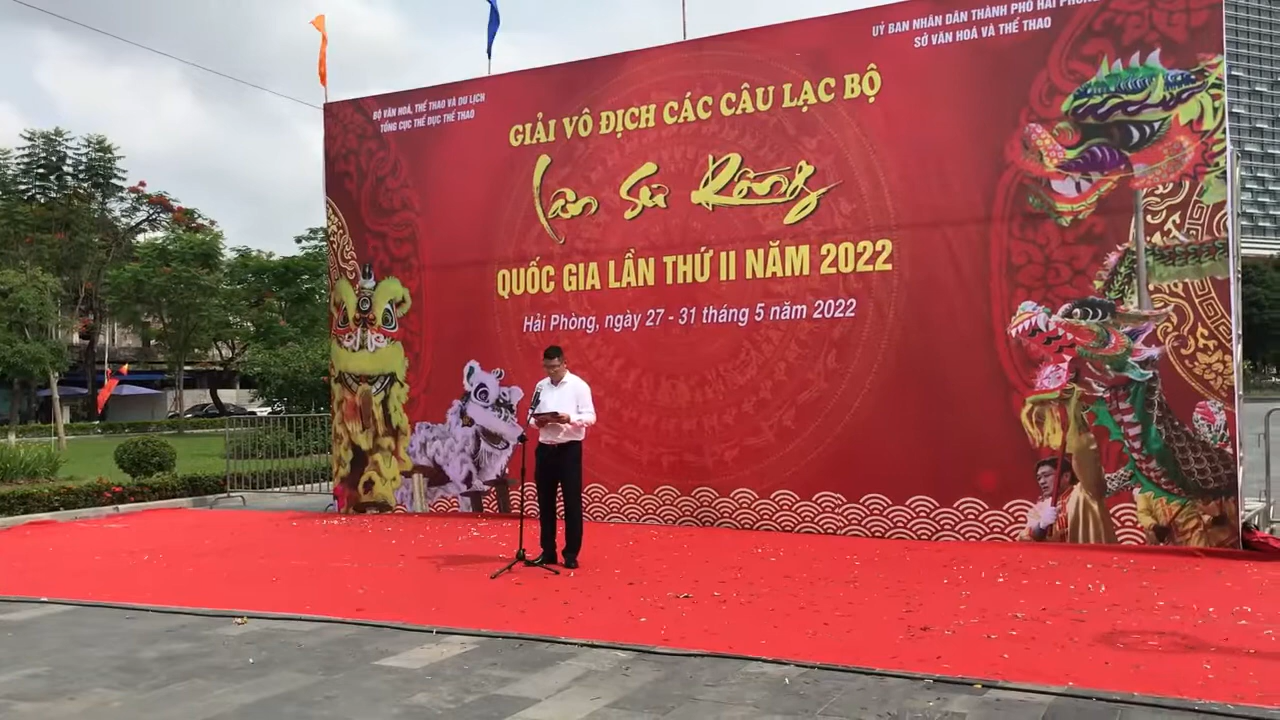 BỘ VĂN HOÁ, THỂ THAO VÀ DU LỊCH
TỔNG CỤC THỂ DỤC THỂ THAO
UỶ BAN NHÂN DÂN THÀNH PHỐ HẢI PHÒNG
SỞ VĂN HOÁ VÀ THỂ THAO
GIẢI VÔ ĐỊCH CÁC CÂU LẠC BỘ
Lân Sư Rồng
QUỐC GIA LẦN THỨ II NĂM 2022
Hải Phòng, ngày 27 - 31 tháng 5 năm 2022